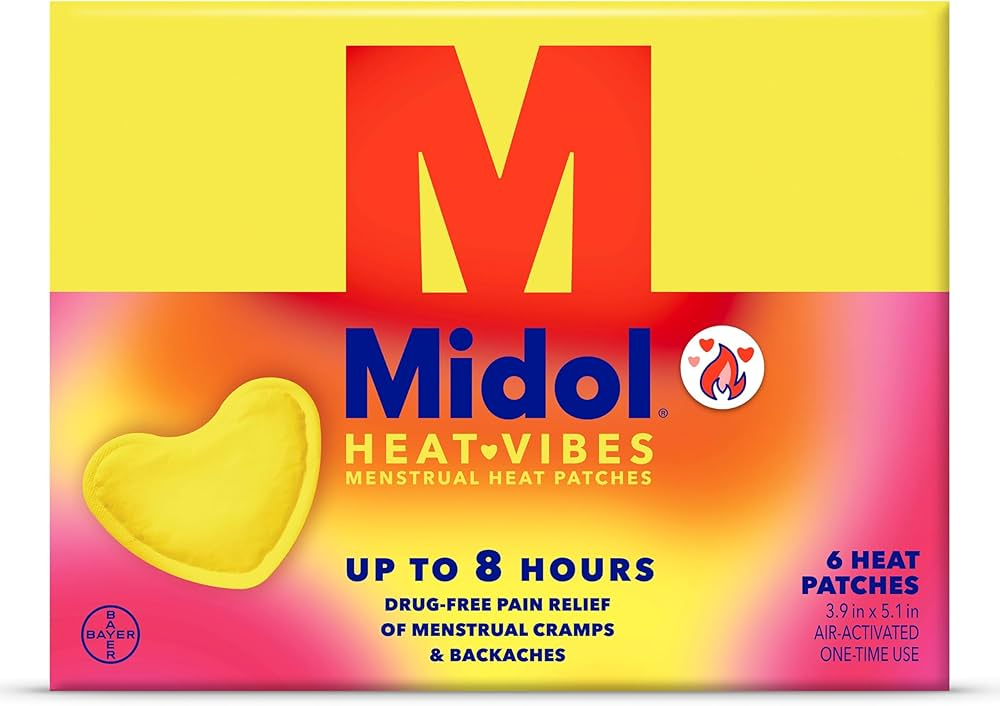 M
Midol®
HEAT♥VIBES
MENSTRUAL HEAT PATCHES
UP TO 8 HOURS
DRUG-FREE PAIN RELIEF
OF MENSTRUAL CRAMPS
& BACKACHES
6 HEAT
PATCHES
3.9 in x 5.1 in
AIR-ACTIVATED
ONE-TIME USE
BAYER
BAYER